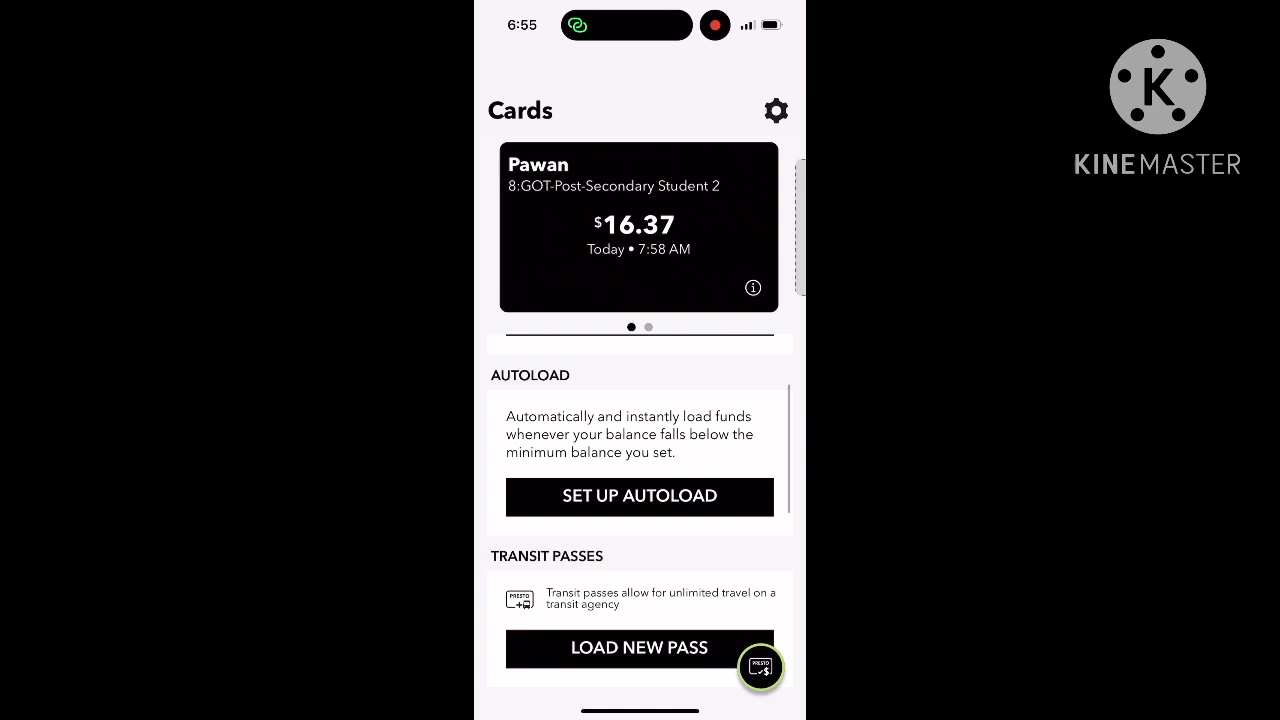 6:55
Cards
Pawan
8:GOT-Post-Secondary Student 2
$16.37
Today • 7:58 AM
AUTOLOAD
Automatically and instantly load funds
whenever your balance falls below the
minimum balance you set.
SET UP AUTOLOAD
TRANSIT PASSES
PRESTO
Transit passes allow for unlimited travel on a
transit agency
LOAD NEW PASS
PRESTO
$
K
KINEMASTER